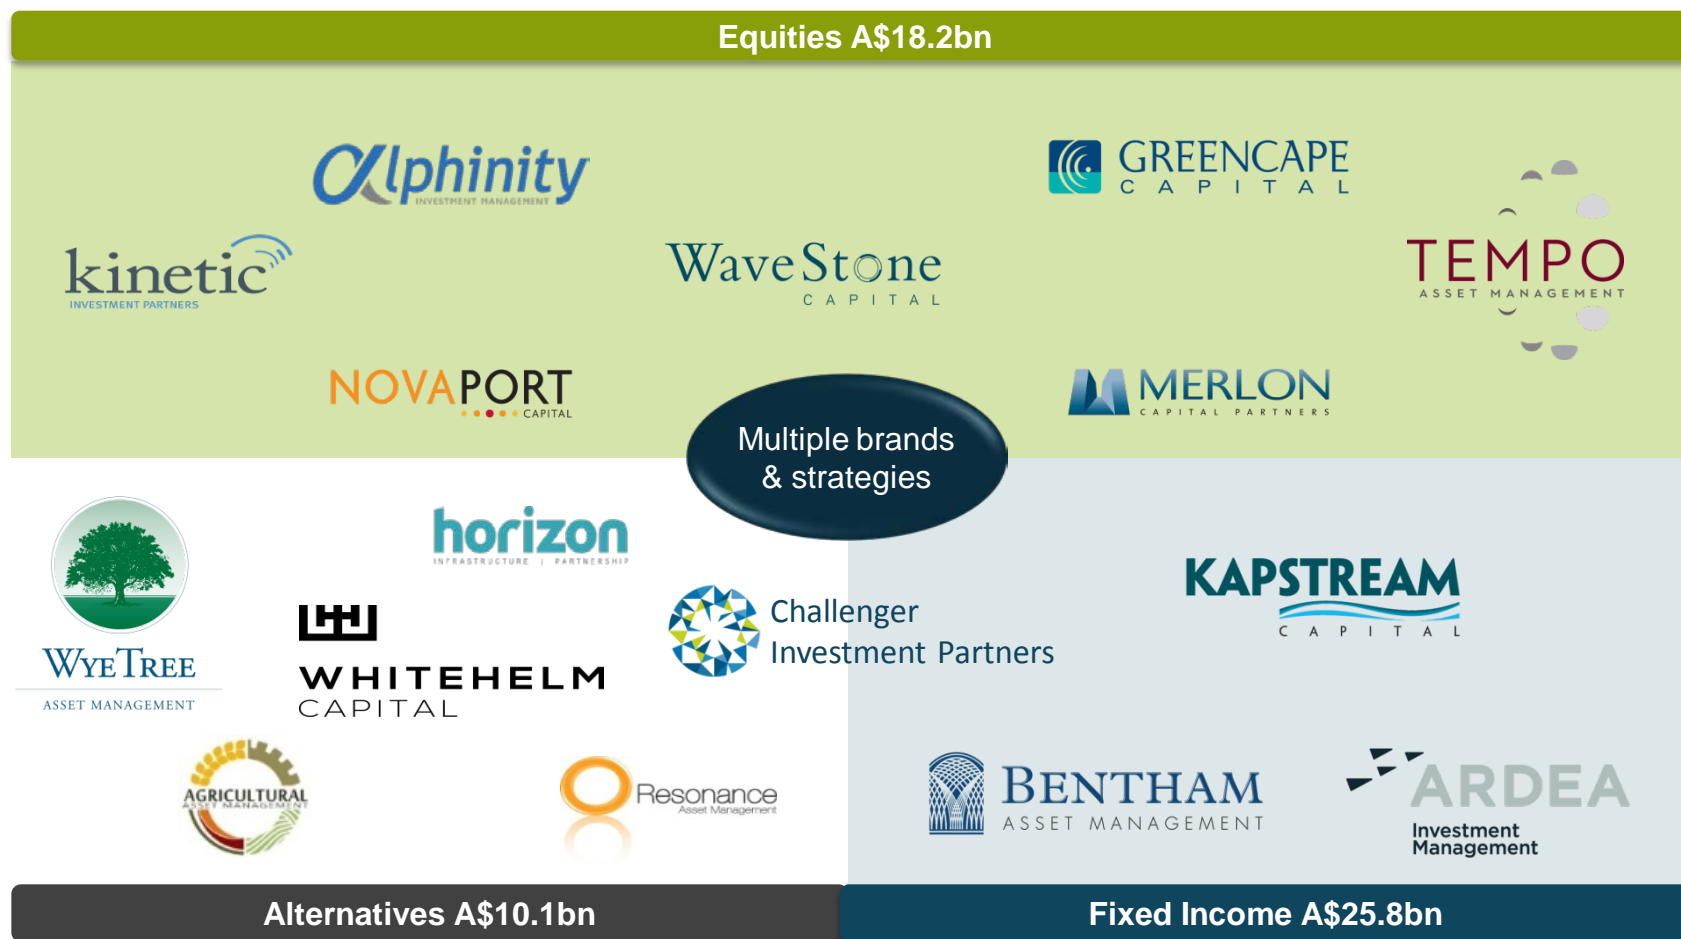 Equities A$18.2bn
αlphinity
INVESTMENT MANAGEMENT
GREENCAPE
CAPITAL
kinetic
INVESTMENT PARTNERS
WaveStone
CAPITAL
TEMPO
ASSET MANAGEMENT
NOVAPORT
CAPITAL
MERLON
CAPITAL PARTNERS
Multiple brands
& strategies
WYETREE
ASSET MANAGEMENT
horizon
INFRASTRUCTURE | PARTNERSHIP
WHITEHELM
CAPITAL
Challenger
Investment Partners
KAPSTREAM
CAPITAL
AGRICULTURAL
ASSET MANAGEMENT
Resonance
Asset Management
BENTHAM
ASSET MANAGEMENT
ARDEA
Investment
Management
Alternatives A$10.1bn
Fixed Income A$25.8bn